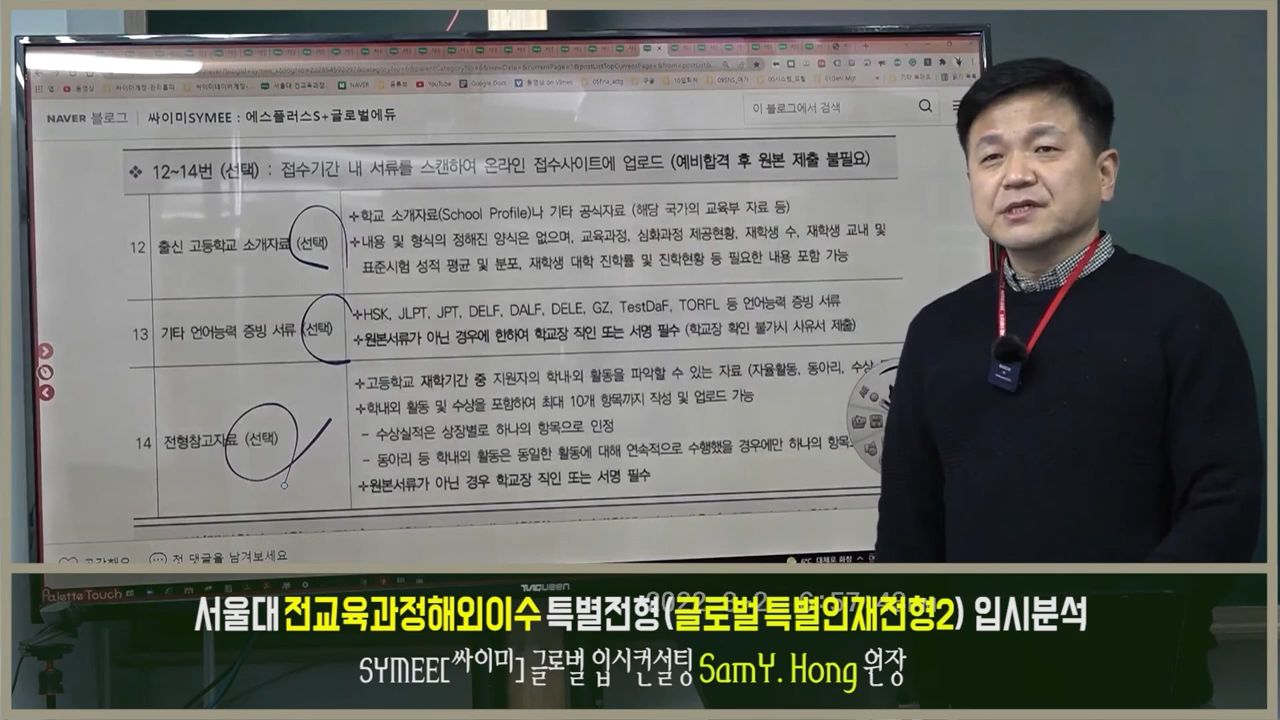 NAVER 블로그 | 싸이미SYMEE : 에스플러스S+글로벌에듀
이 블로그에서 검색
❖ 12~14번 (선택) : 접수기간 내 서류를 스캔하여 온라인 접수사이트에 업로드 (예비합격 후 원본 제출 불필요)
12 출신 고등학교 소개자료 (선택)
✢학교 소개자료(School Profile)나 기타 공식자료 (해당 국가의 교육부 자료 등)
✢내용 및 형식의 정해진 양식은 없으며, 교육과정, 심화과정 제공현황, 재학생 수, 재학생 교내 및
표준시험 성적 평균 및 분포, 재학생 대학 진학률 및 진학현황 등 필요한 내용 포함 가능
13 기타 언어능력 증빙 서류 (선택)
✢HSK, JLPT, JPT, DELF, DALF, DELE, GZ, TestDaF, TORFL 등 언어능력 증빙 서류
✢원본서류가 아닌 경우에 한하여 학교장 직인 또는 서명 필수 (학교장 확인 불가시 사유서 제출)
14 전형참고자료 (선택)
✢고등학교 재학기간 중 지원자의 학내·외 활동을 파악할 수 있는 자료 (자율활동, 동아리, 수상
✢학내외 활동 및 수상을 포함하여 최대 10개 항목까지 작성 및 업로드 가능
- 수상실적은 상장별로 하나의 항목으로 인정
- 동아리 등 학내외 활동은 동일한 활동에 대해 연속적으로 수행했을 경우에만 하나의 항목
✢원본서류가 아닌 경우 학교장 직인 또는 서명 필수
공감해요 첫 댓글을 남겨보세요
Palette Touch
서울대 전교육과정해외이수 특별전형 (글로벌 특별인재전형2) 입시분석
SYMEE[싸이미] 글로벌 입시컨설팅 Sam Y. Hong 원장